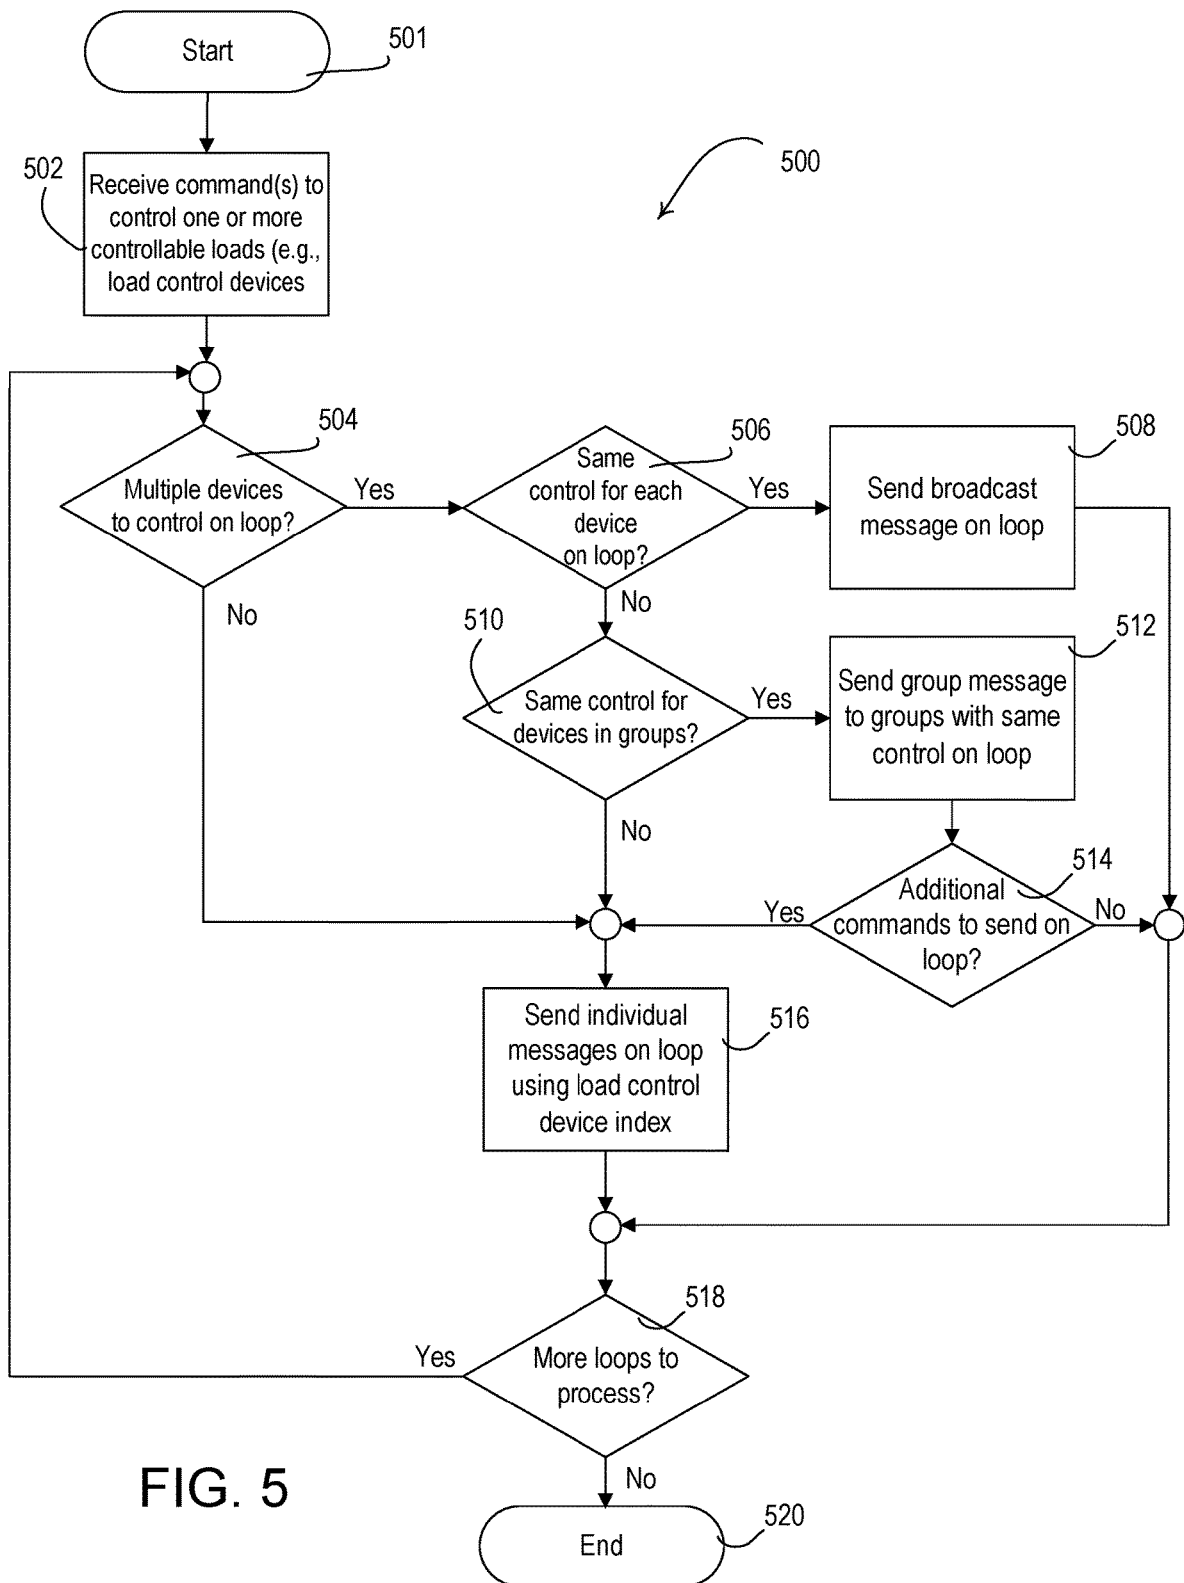 Start
501
500
502
Receive command(s) to
control one or more
controllable loads (e.g.,
load control devices
504
Multiple devices
to control on loop?
Yes
No
506
Same
control for each
device
on loop?
Yes
No
508
Send broadcast
message on loop
510
Same control for
devices in groups?
Yes
No
512
Send group message
to groups with same
control on loop
514
Additional
commands to send on
loop?
Yes
No
516
Send individual
messages on loop
using load control
device index
518
More loops to
process?
Yes
No
520
End
FIG. 5